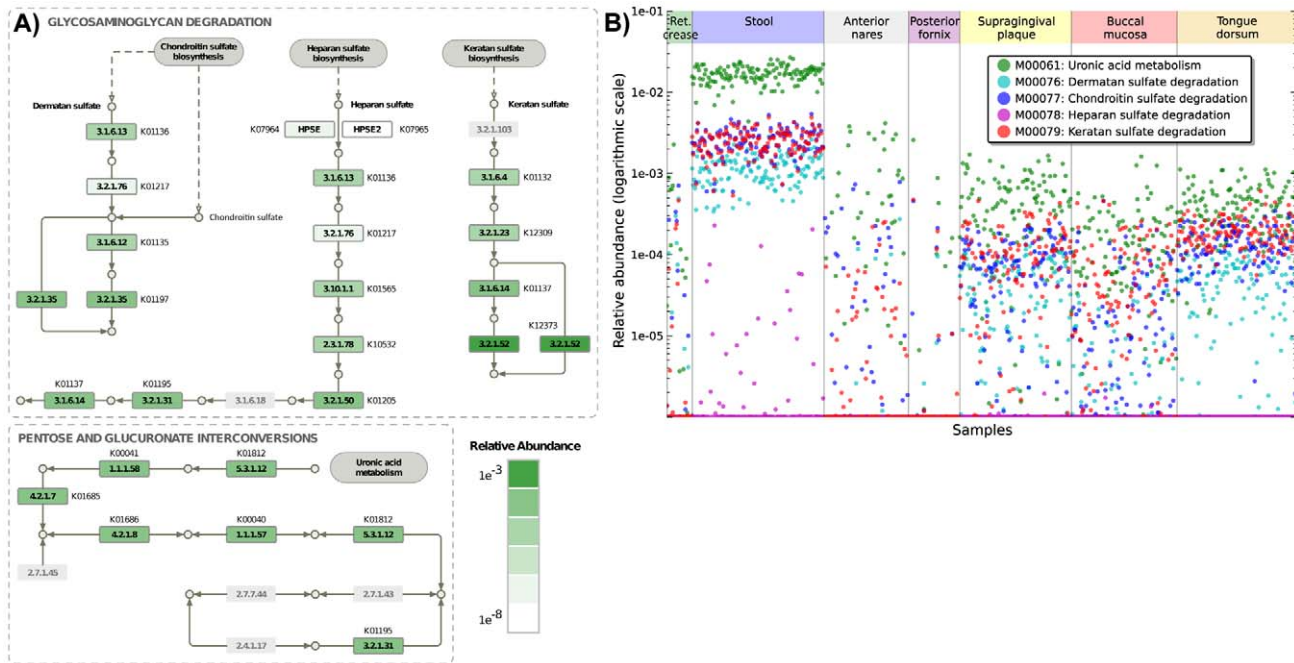 A) GLYCOSAMINOGLYCAN DEGRADATION
Chondroitin sulfate
biosynthesis
Heparan sulfate
biosynthesis
Keratan sulfate
biosynthesis
Dermatan sulfate
Heparan sulfate
Keratan sulfate
3.1.6.13 K01136
K07964 HPSE HPSE2 K07965
3.2.1.103
3.2.1.76 K01217
3.1.6.13 K01136
3.1.6.4 K01132
Chondroitin sulfate
3.1.6.12 K01135
3.2.1.76 K01217
3.2.1.23 K12309
3.2.1.35
3.2.1.35 K01197
3.10.1.1 K01565
3.1.6.14 K01137
K12373
2.3.1.78 K10532
3.2.1.52
3.2.1.52
K01137
K01195
3.1.6.14
3.2.1.31
3.1.6.18
3.2.1.50 K01205
PENTOSE AND GLUCURONATE INTERCONVERSIONS
K00041
K01812
1.1.1.58
5.3.1.12
Uronic acid
metabolism
4.2.1.7 K01685
K01686
K00040
K01812
4.2.1.8
1.1.1.57
5.3.1.12
2.7.1.45
2.7.7.44
2.7.1.43
K01195
2.4.1.17
3.2.1.31
Relative Abundance
1e-3
1e-8
B)
Ret.
crease
Stool
Anterior
nares
Posterior
fornix
Supragingival
plaque
Buccal
mucosa
Tongue
dorsum
M00061: Uronic acid metabolism
M00076: Dermatan sulfate degradation
M00077: Chondroitin sulfate degradation
M00078: Heparan sulfate degradation
M00079: Keratan sulfate degradation
1e-01
1e-02
1e-03
1e-04
1e-05
Relative abundance (logarithmic scale)
Samples